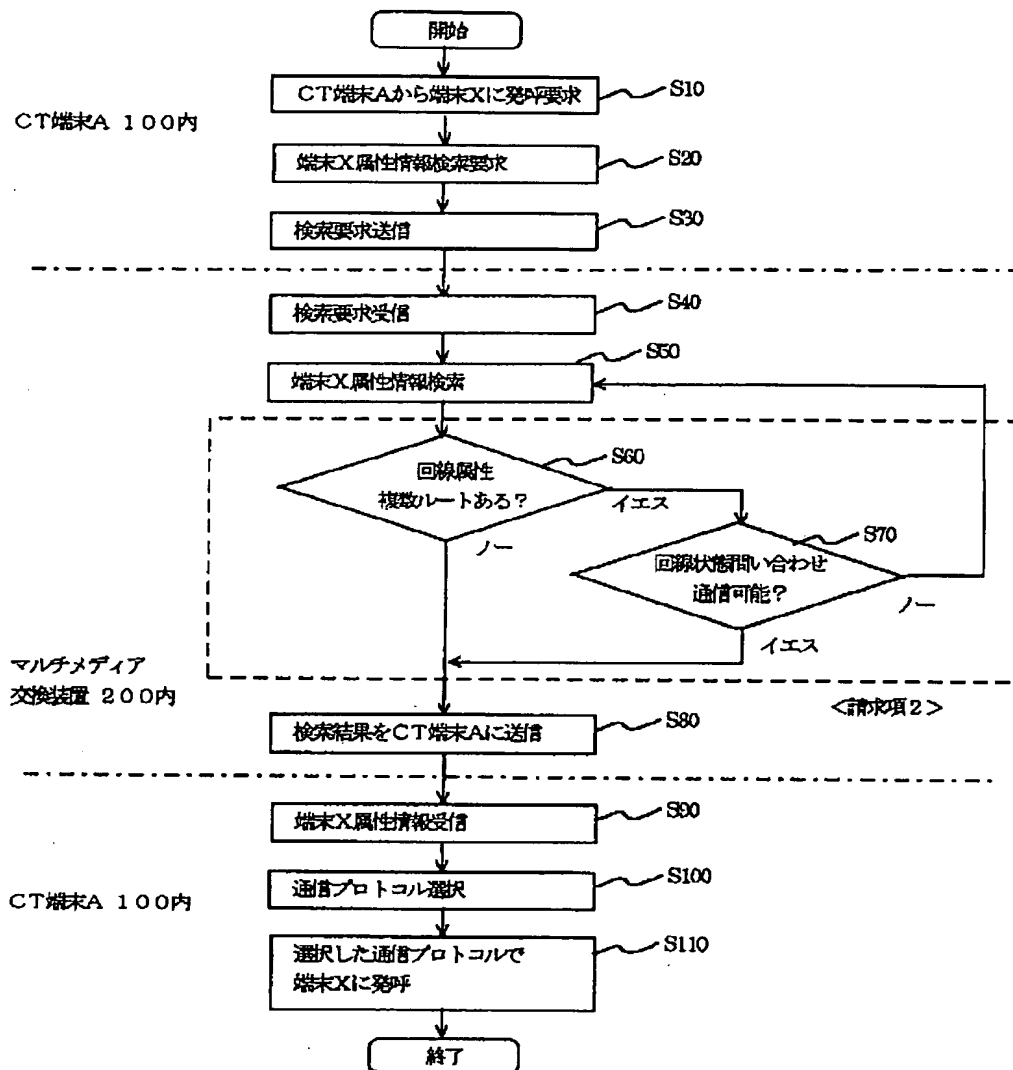 開始
CT端末Aから端末Xに発呼要求
S10
CT端末A 100内
端末X属性情報検索要求
S20
検索要求送信
S30
検索要求受信
S40
端末X属性情報検索
S50
回線属性
複数ルートある?
S60
イエス
ノー
回線状態問い合わせ
通信可能?
S70
ノー
イエス
マルチメディア
交換装置 200内
<請求項2>
検索結果をCT端末Aに送信
S80
端末X属性情報受信
S90
CT端末A 100内
通信プロトコル選択
S100
選択した通信プロトコルで
端末Xに発呼
S110
終了